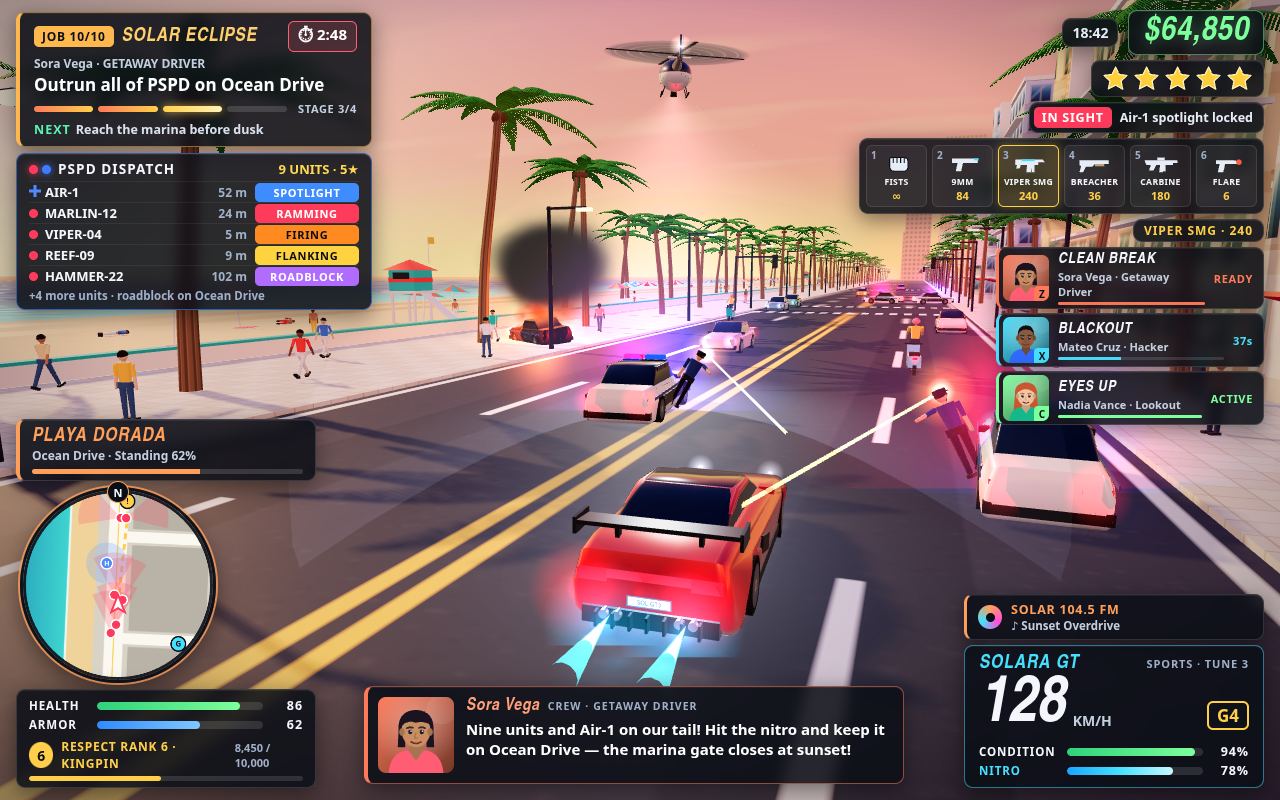 JOB 10/10 SOLAR ECLIPSE ⏱ 2:48
Sora Vega · GETAWAY DRIVER
Outrun all of PSPD on Ocean Drive
STAGE 3/4
NEXT Reach the marina before dusk
PSPD DISPATCH 9 UNITS · 5★
AIR-1 52 m SPOTLIGHT
MARLIN-12 24 m RAMMING
VIPER-04 5 m FIRING
REEF-09 9 m FLANKING
HAMMER-22 102 m ROADBLOCK
+4 more units · roadblock on Ocean Drive
18:42 $64,850
IN SIGHT Air-1 spotlight locked
1 2 3 4 5 6
FISTS 9MM VIPER SMG BREACHER CARBINE FLARE
∞ 84 240 36 180 6
VIPER SMG · 240
CLEAN BREAK
Sora Vega · Getaway
Driver
READY
Z
BLACKOUT
Mateo Cruz · Hacker
37s
X
EYES UP
Nadia Vance · Lookout
ACTIVE
C
PLAYA DORADA
Ocean Drive · Standing 62%
N
!
H
G
SOL GT3
HEALTH 86
ARMOR 62
6 RESPECT RANK 6 ·
KINGPIN
8,450 /
10,000
Sora Vega CREW · GETAWAY DRIVER
Nine units and Air-1 on our tail! Hit the nitro and keep it
on Ocean Drive — the marina gate closes at sunset!
SOLAR 104.5 FM
♪ Sunset Overdrive
SOLARA GT SPORTS · TUNE 3
128 KM/H G4
CONDITION 94%
NITRO 78%